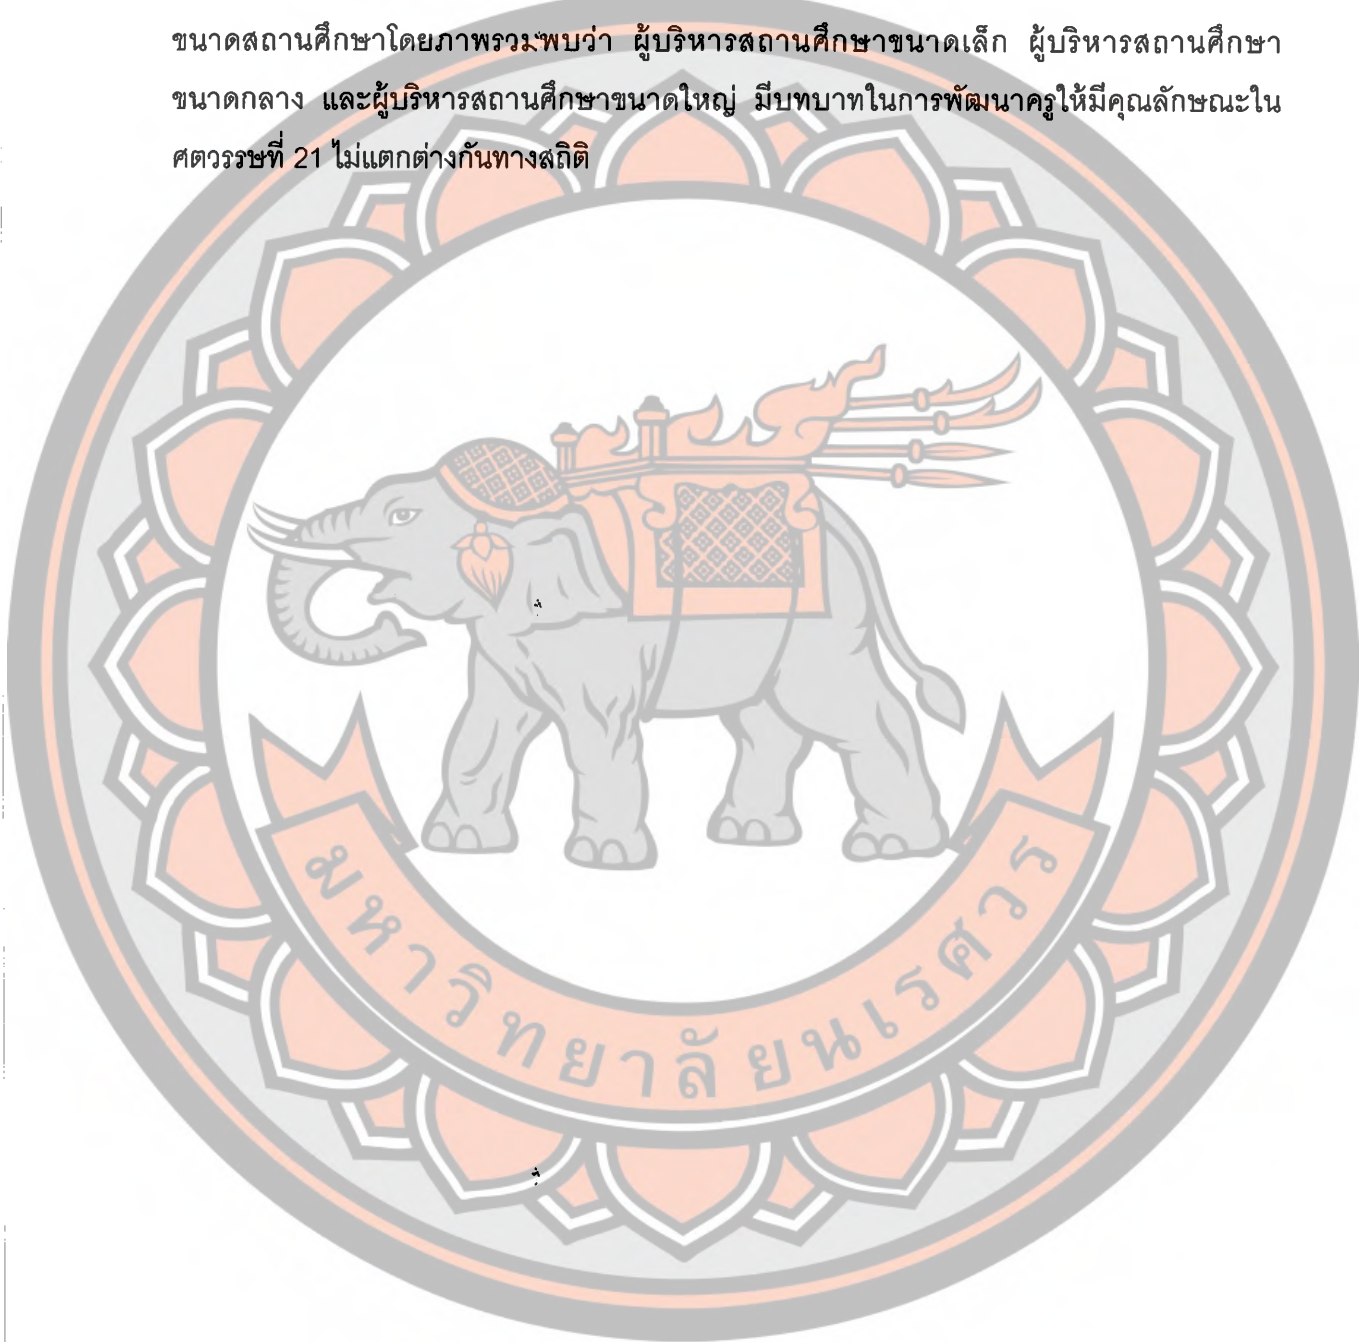 ขนาดสถานศึกษาโดยภาพรวมพบว่า ผู้บริหารสถานศึกษาขนาดเล็ก ผู้บริหารสถานศึกษา
ขนาดกลาง และผู้บริหารสถานศึกษาขนาดใหญ่ มีบทบาทในการพัฒนาครูให้มีคุณลักษณะใน
ศตวรรษที่ 21 ไม่แตกต่างกันทางสถิติ
มหาวิทยาลัยนเรศวร